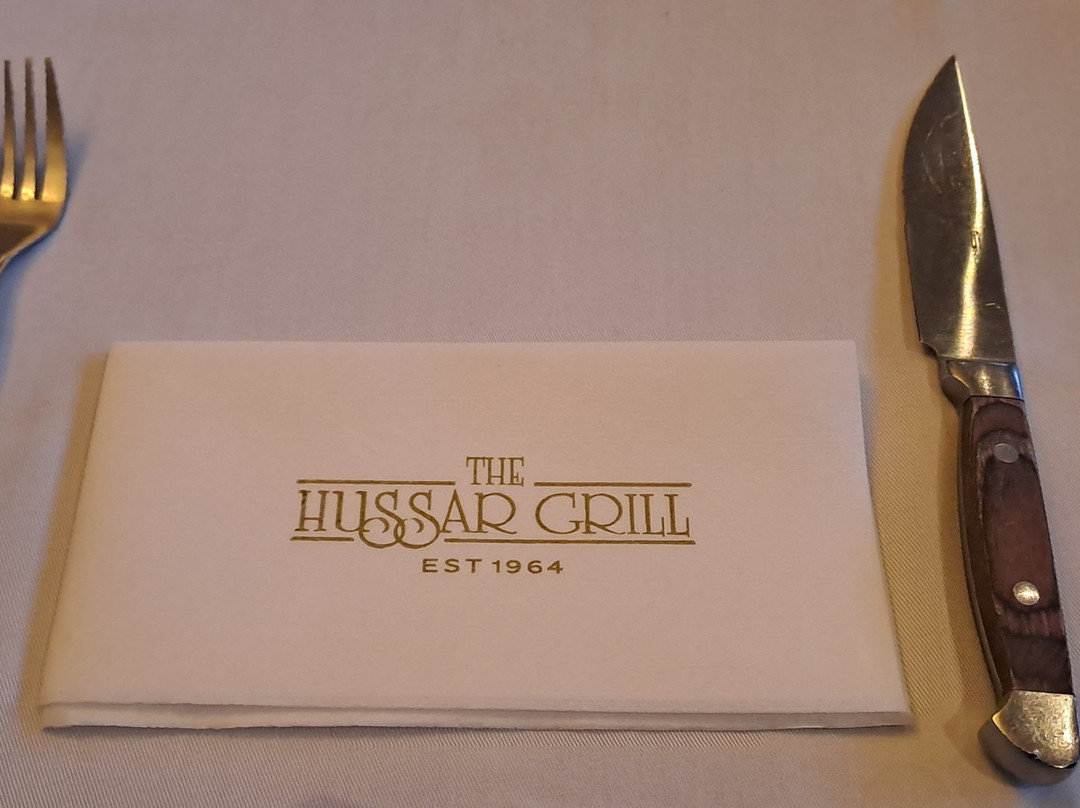 THE
HUSSAR GRILL
EST 1964